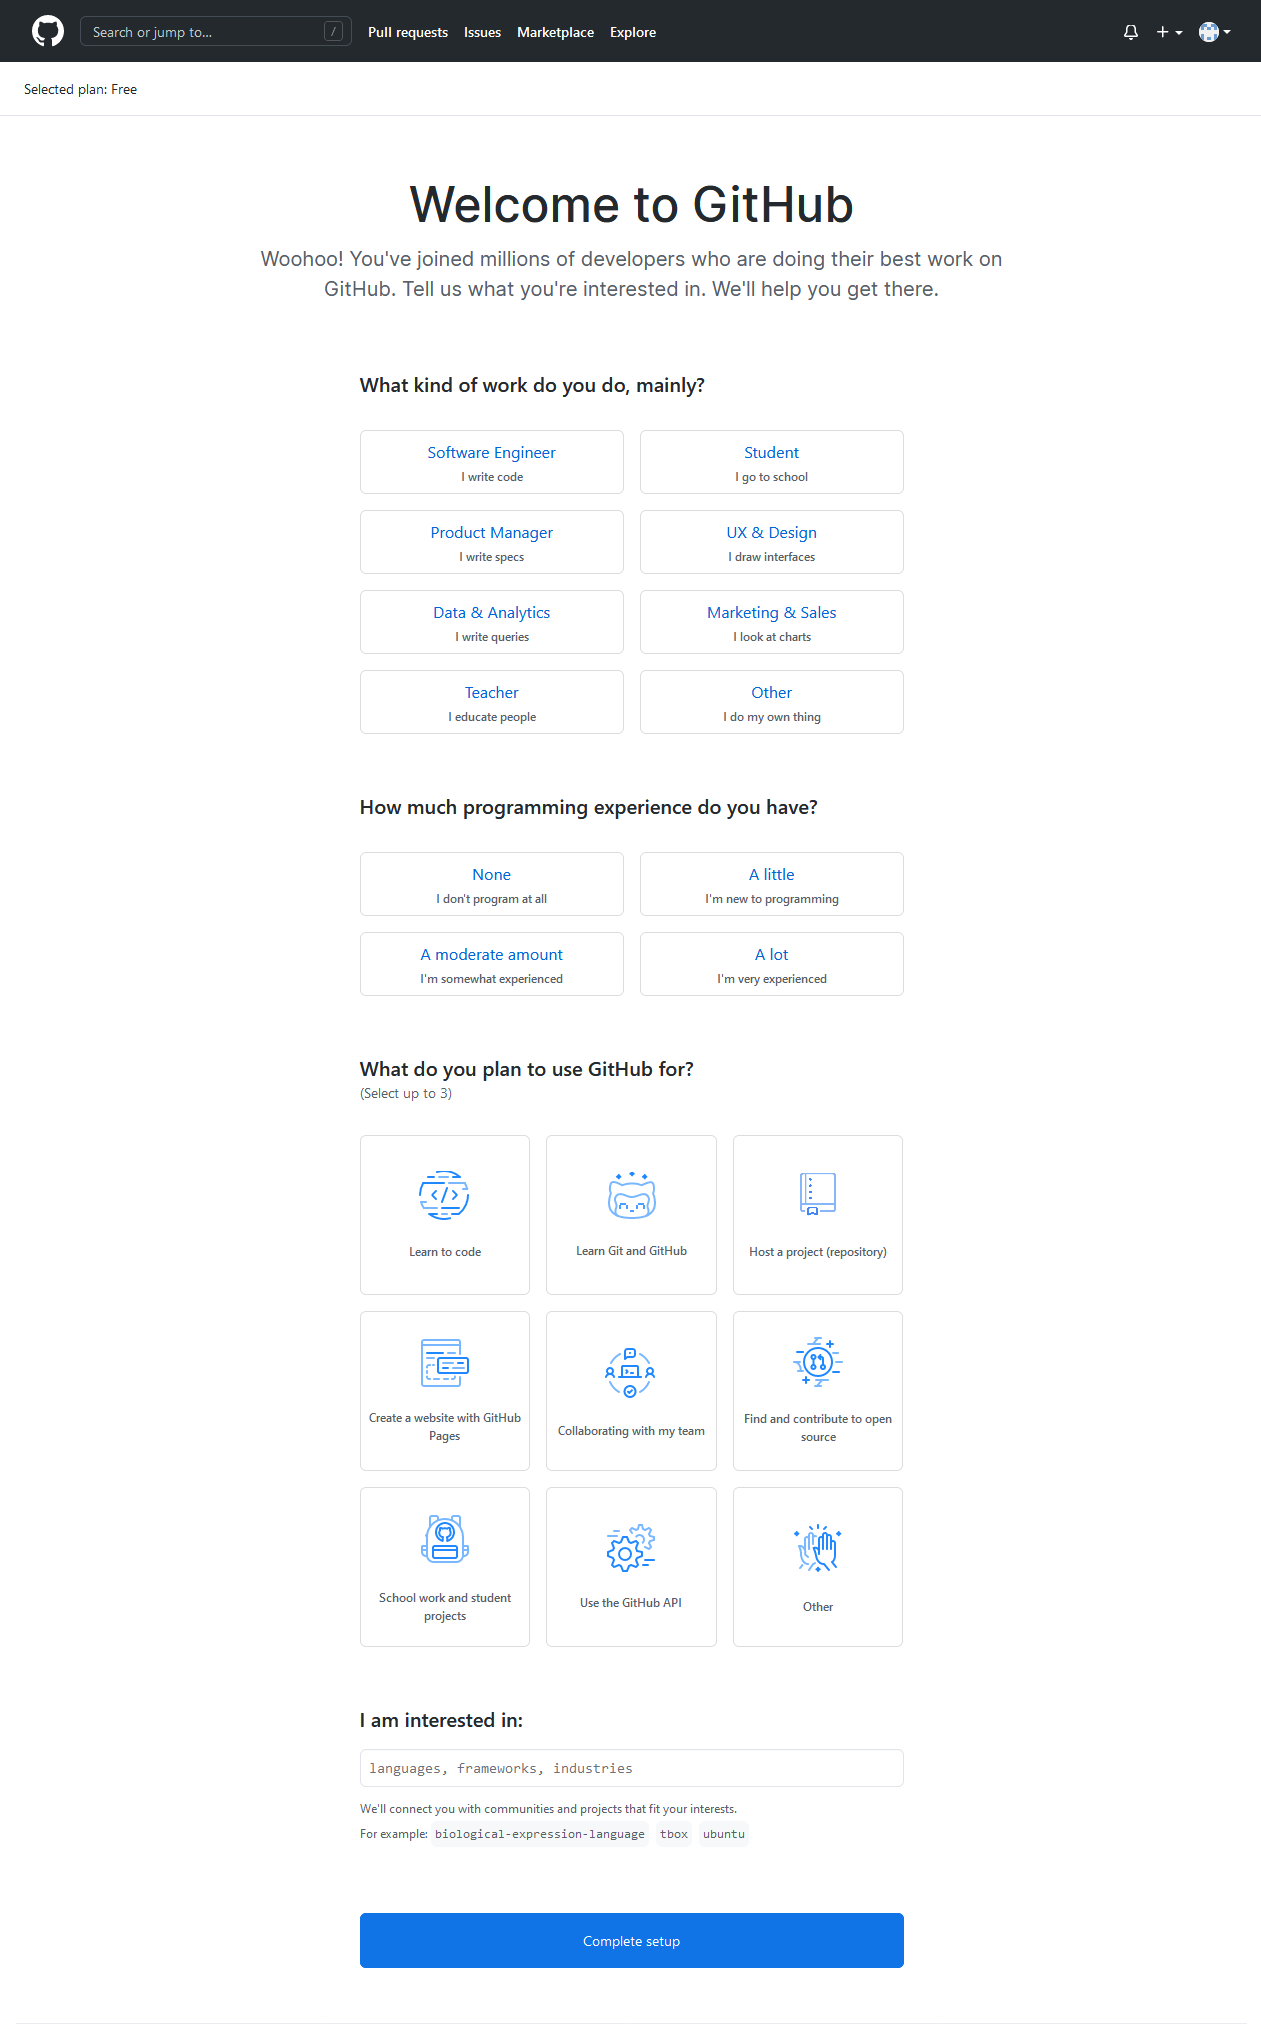 Search or jump to... /
Pull requests Issues Marketplace Explore
Selected plan: Free
Welcome to GitHub
Woohoo! You've joined millions of developers who are doing their best work on
GitHub. Tell us what you're interested in. We'll help you get there.
What kind of work do you do, mainly?
Software Engineer
I write code
Student
I go to school
Product Manager
I write specs
UX & Design
I draw interfaces
Data & Analytics
I write queries
Marketing & Sales
I look at charts
Teacher
I educate people
Other
I do my own thing
How much programming experience do you have?
None
I don't program at all
A little
I'm new to programming
A moderate amount
I'm somewhat experienced
A lot
I'm very experienced
What do you plan to use GitHub for?
(Select up to 3)
Learn to code
Learn Git and GitHub
Host a project (repository)
Create a website with GitHub
Pages
Collaborating with my team
Find and contribute to open
source
School work and student
projects
Use the GitHub API
Other
I am interested in:
languages, frameworks, industries
We'll connect you with communities and projects that fit your interests.
For example: biological-expression-language tbox ubuntu
Complete setup